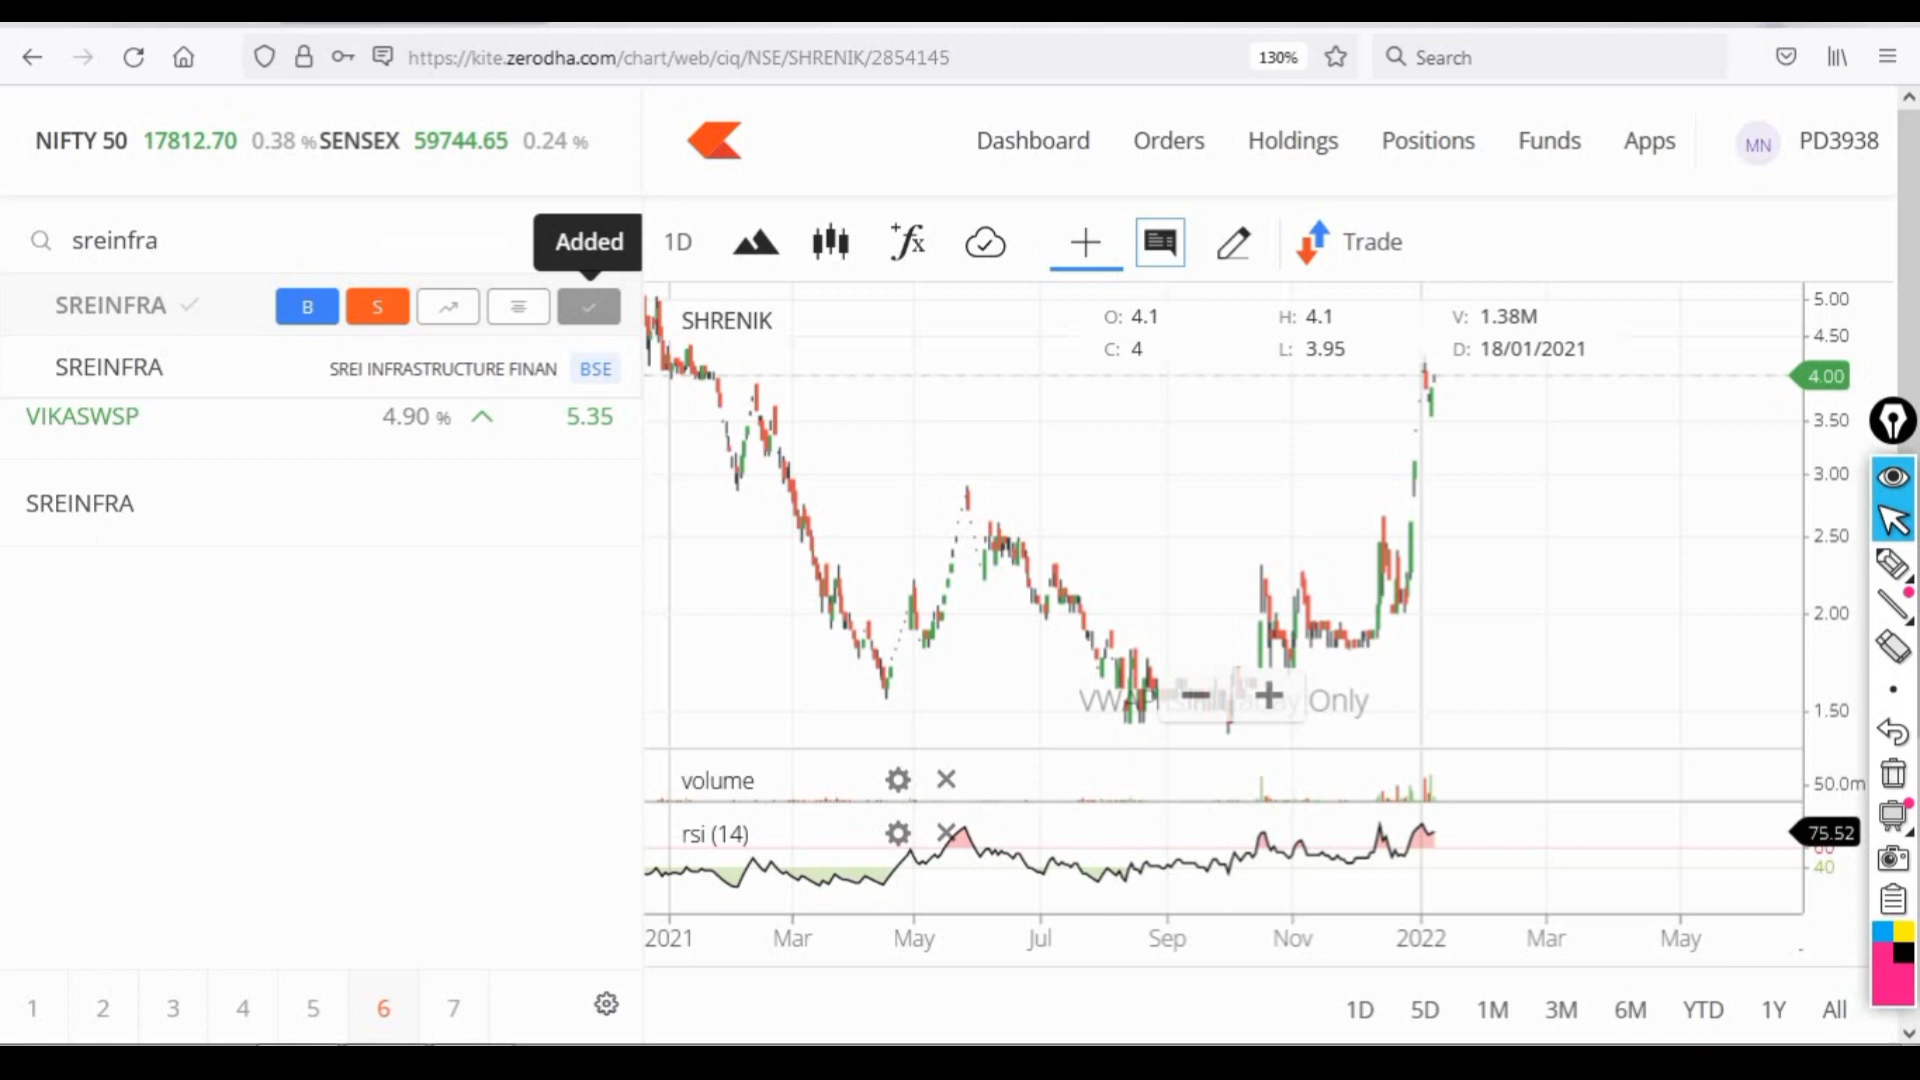 https://kite.zerodha.com/chart/web/ciq/NSE/SHRENIK/2854145
130%
Search
NIFTY 50 17812.70 0.38 % SENSEX 59744.65 0.24 %
Dashboard Orders Holdings Positions Funds Apps MN PD3938
sreinfra
Added
1D
fx
Trade
SREINFRA
B S
SREINFRA SREI INFRASTRUCTURE FINAN BSE
VIKASWSP 4.90 % 5.35
SREINFRA
SHRENIK
O: 4.1 H: 4.1 V: 1.38M
C: 4 L: 3.95 D: 18/01/2021
5.00
4.50
4.00
3.50
3.00
2.50
2.00
1.50
Only
volume
50.0m
rsi (14)
75.52
40
2021 Mar May Jul Sep Nov 2022 Mar May
1 2 3 4 5 6 7
1D 5D 1M 3M 6M YTD 1Y All